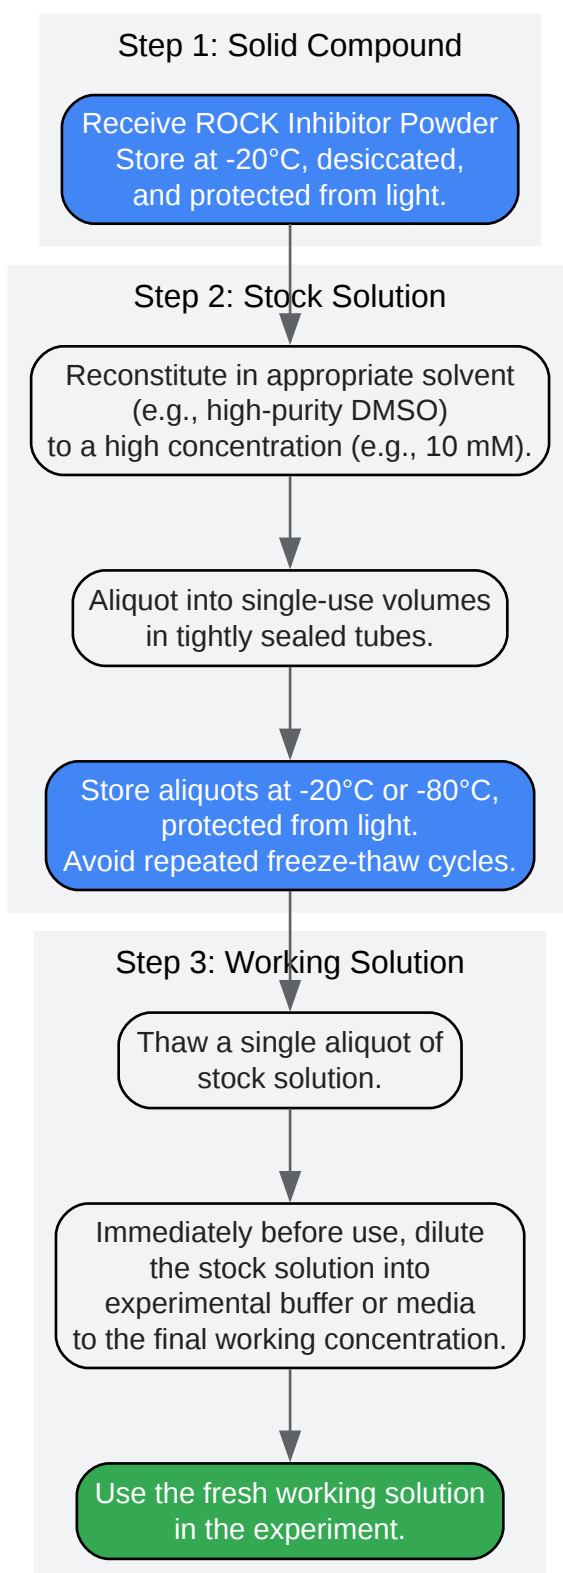 Step 1: Solid Compound
Receive ROCK Inhibitor Powder
Store at -20°C, desiccated,
and protected from light.
Step 2: Stock Solution
Reconstitute in appropriate solvent
(e.g., high-purity DMSO)
to a high concentration (e.g., 10 mM).
Aliquot into single-use volumes
in tightly sealed tubes.
Store aliquots at -20°C or -80°C,
protected from light.
Avoid repeated freeze-thaw cycles.
Step 3: Working Solution
Thaw a single aliquot of
stock solution.
Immediately before use, dilute
the stock solution into
experimental buffer or media
to the final working concentration.
Use the fresh working solution
in the experiment.